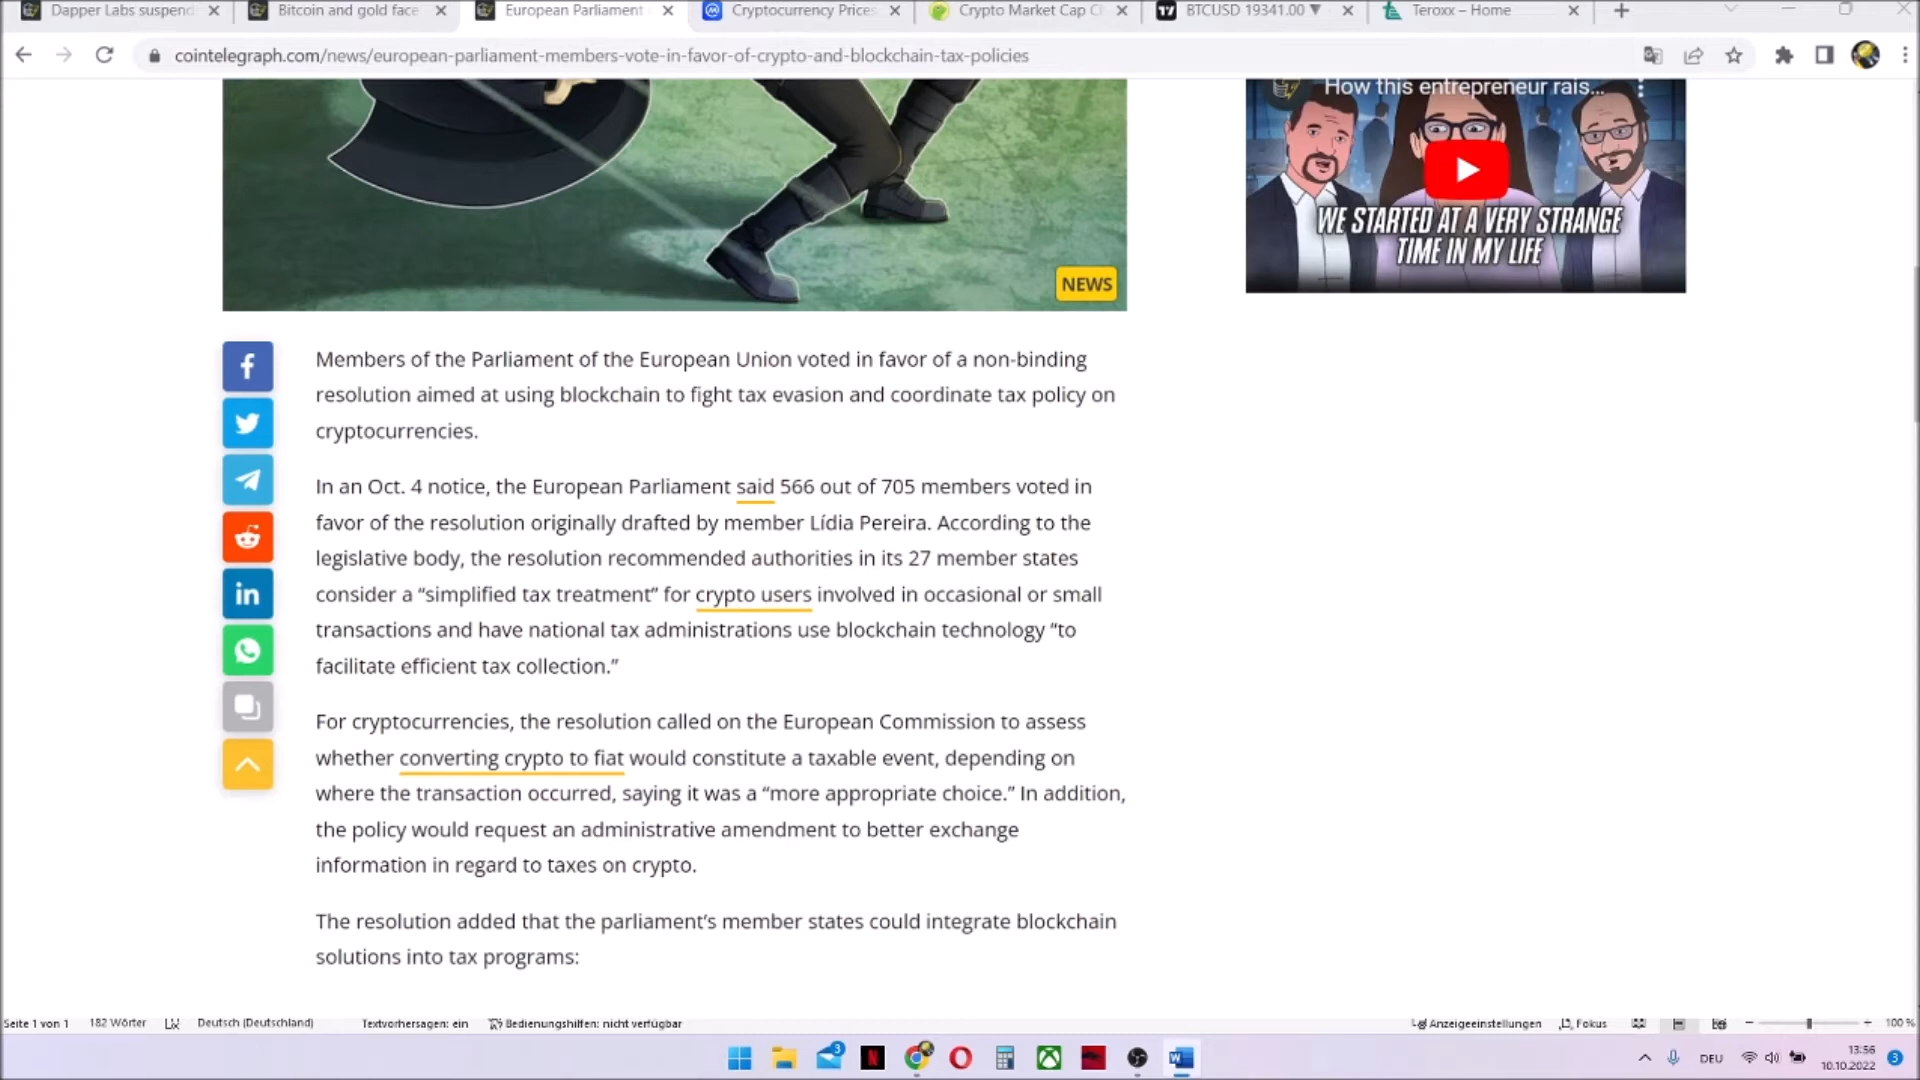 Dapper Labs suspend
Bitcoin and gold face
European Parliament
Cryptocurrency Prices,
Crypto Market Cap C
BTCUSD 19341.00 ▼
Teroxx – Home
cointelegraph.com/news/european-parliament-members-vote-in-favor-of-crypto-and-blockchain-tax-policies
How this entrepreneur rais...
WE STARTED AT A VERY STRANGE
TIME IN MY LIFE
NEWS
Members of the Parliament of the European Union voted in favor of a non-binding
resolution aimed at using blockchain to fight tax evasion and coordinate tax policy on
cryptocurrencies.
In an Oct. 4 notice, the European Parliament said 566 out of 705 members voted in
favor of the resolution originally drafted by member Lídia Pereira. According to the
legislative body, the resolution recommended authorities in its 27 member states
consider a “simplified tax treatment” for crypto users involved in occasional or small
transactions and have national tax administrations use blockchain technology “to
facilitate efficient tax collection.”
For cryptocurrencies, the resolution called on the European Commission to assess
whether converting crypto to fiat would constitute a taxable event, depending on
where the transaction occurred, saying it was a “more appropriate choice.” In addition,
the policy would request an administrative amendment to better exchange
information in regard to taxes on crypto.
The resolution added that the parliament’s member states could integrate blockchain
solutions into tax programs:
Seite 1 von 1 182 Wörter Deutsch (Deutschland) Textvorhersagen: ein Bedienungshilfen: nicht verfügbar Anzeigeeinstellungen Fokus 100 %
3
DEU
13:56
10.10.2022
3